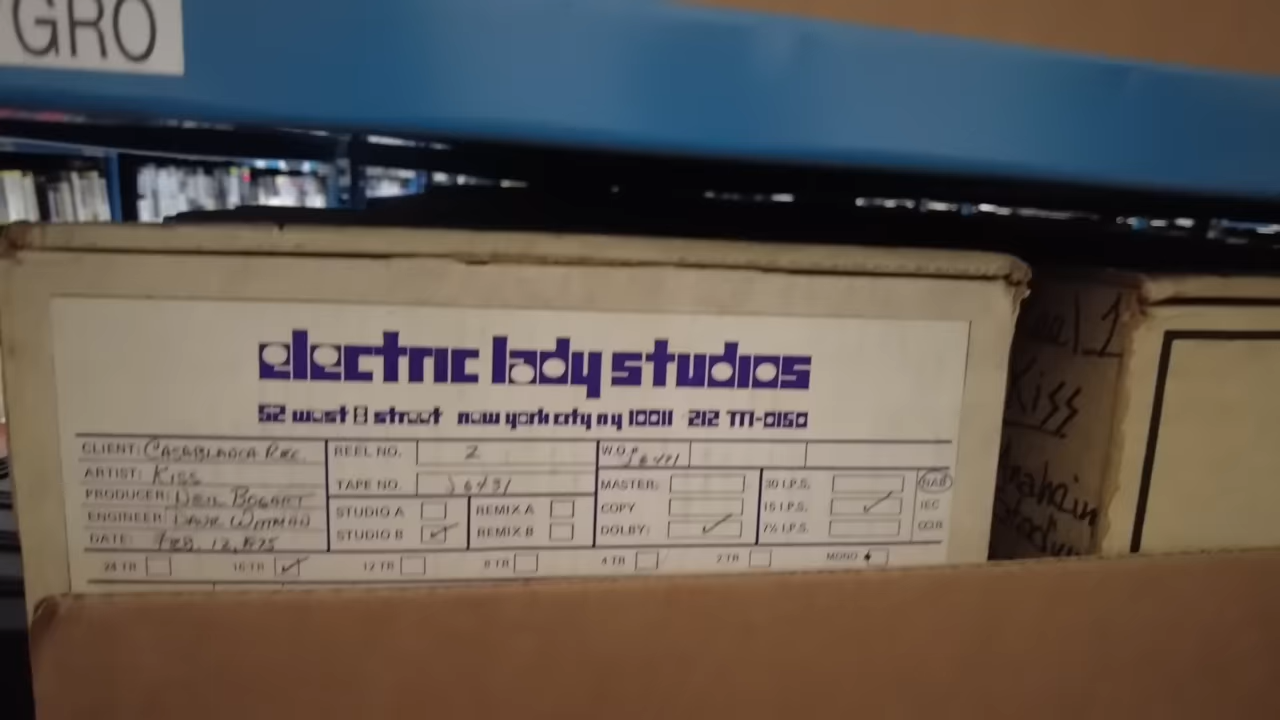 GRO
electric lady studios
52 west 8 street new york city ny 10011 212 777-0150
CLIENT: CASABLANCA REC.
ARTIST: KISS
PRODUCER: NEIL BOGART
ENGINEER: DAVE WITTMAN
DATE: FEB. 12, 1975
REEL NO. 2
TAPE NO.
STUDIO A
STUDIO B
REMIX A
REMIX B
W.O.
MASTER:
COPY
DOLBY:
30 I.P.S.
15 I.P.S.
7½ I.P.S.
NAB
IEC
CCIR
24 TR 16 TR 12 TR 8 TR 4 TR 2 TR MONO
Reel 1
Kiss